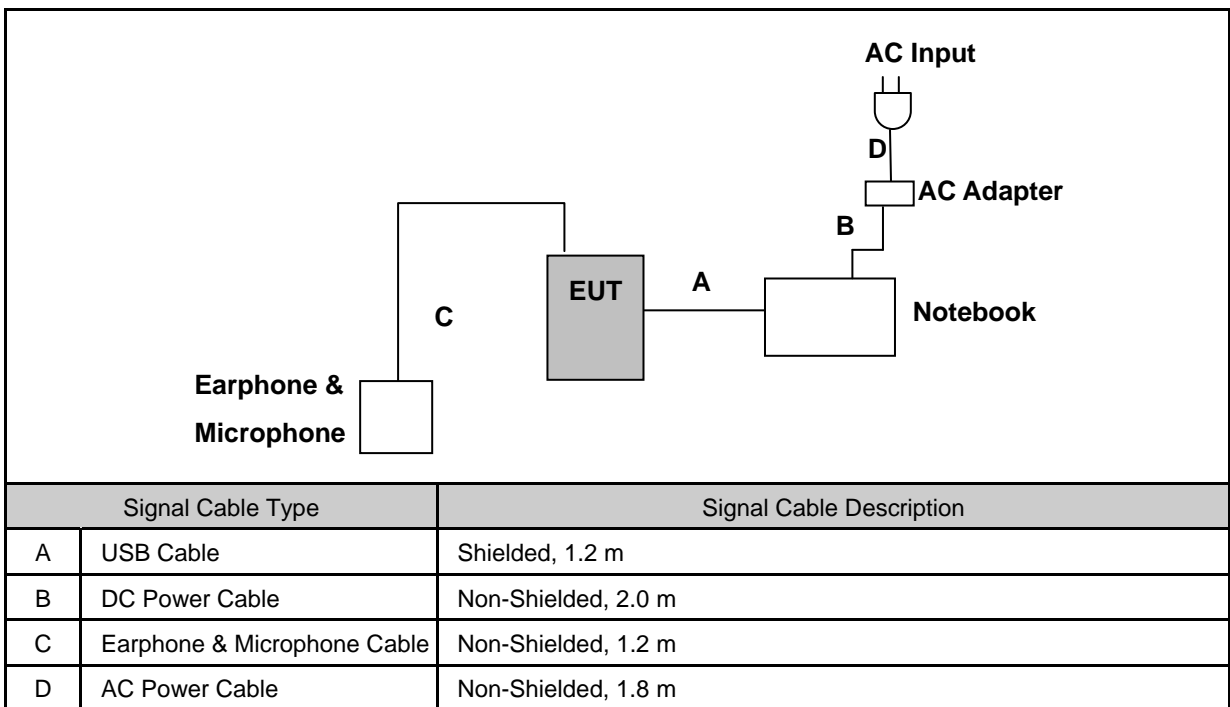 AC Input
D
AC Adapter
B
EUT
A
Notebook
C
Earphone &
Microphone
Signal Cable Type Signal Cable Description
A USB Cable Shielded, 1.2 m
B DC Power Cable Non-Shielded, 2.0 m
C Earphone & Microphone Cable Non-Shielded, 1.2 m
D AC Power Cable Non-Shielded, 1.8 m